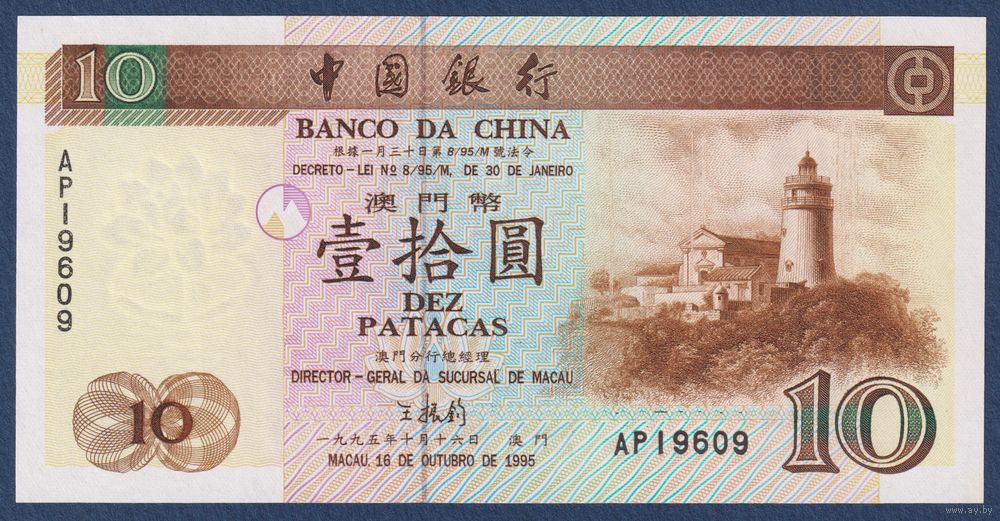 10 中國銀行
BANCO DA CHINA
根據一月三十日第8/95/M號法令
DECRETO – LEI Nº 8/95/M, DE 30 DE JANEIRO
澳門幣
壹拾圓
DEZ
PATACAS
澳門分行總經理
DIRECTOR – GERAL DA SUCURSAL DE MACAU
王振鈞
一九九五年十月十六日 澳門
MACAU, 16 DE OUTUBRO DE 1995
AP19609
10
AP19609
10
www.ay.by